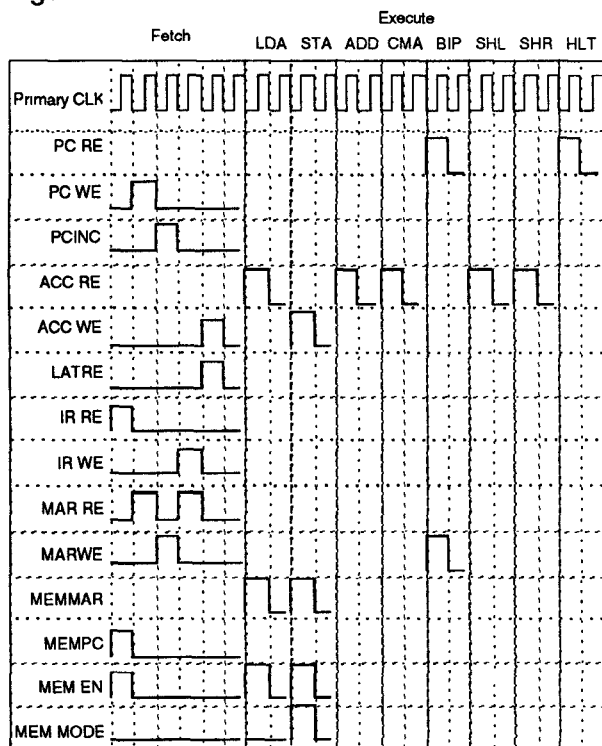 Execute
Fetch
LDA STA ADD CMA BIP SHL SHR HLT
Primary CLK
PC RE
PC WE
PCINC
ACC RE
ACC WE
LATRE
IR RE
IR WE
MAR RE
MARWE
MEMMAR
MEMPC
MEM EN
MEM MODE